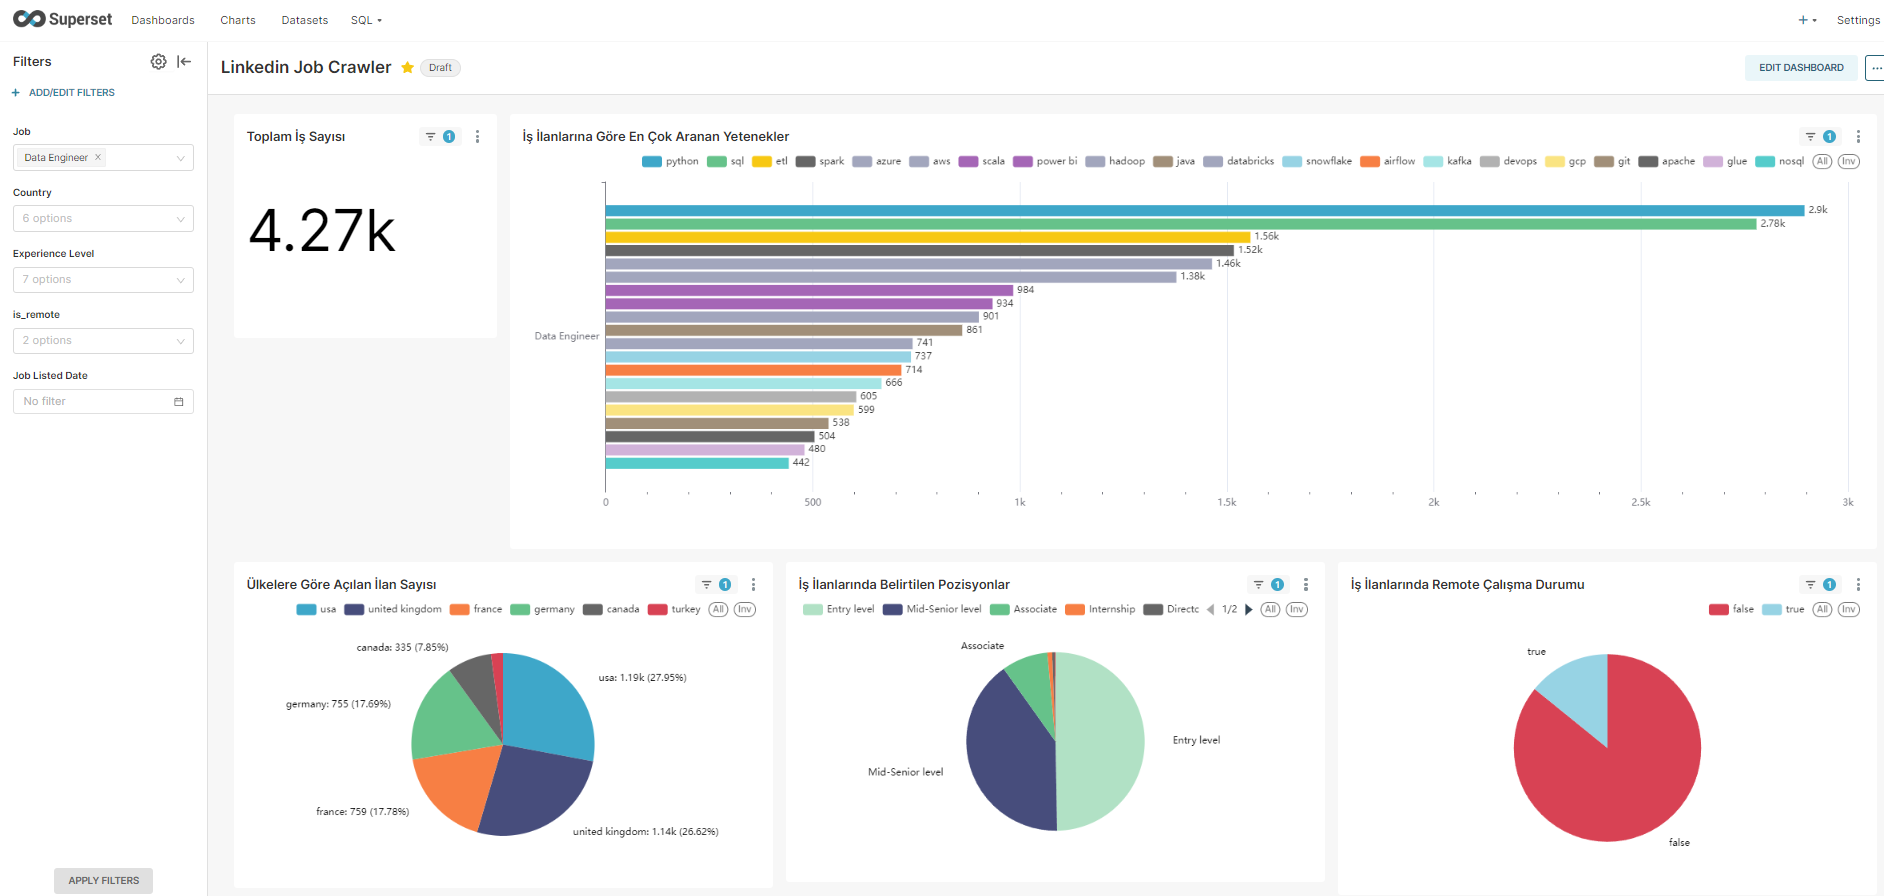 Superset Dashboards Charts Datasets SQL Settings
Filters
ADD/EDIT FILTERS
Job
Data Engineer
Country
6 options
Experience Level
7 options
is_remote
2 options
Job Listed Date
No filter
APPLY FILTERS
Linkedin Job Crawler Draft EDIT DASHBOARD
Toplam İş Sayısı 1
4.27k
İş İlanlarına Göre En Çok Aranan Yetenekler 1
python sql etl spark azure aws scala power bi hadoop java databricks snowflake airflow kafka devops gcp git apache glue nosql All Inv
2.9k
2.78k
1.56k
1.52k
1.46k
1.38k
984
934
901
861
Data Engineer
741
737
714
666
605
599
538
504
480
442
0 500 1k 1.5k 2k 2.5k 3k
Ülkelere Göre Açılan İlan Sayısı 1
usa united kingdom france germany canada turkey All Inv
canada: 335 (7.85%)
usa: 1.19k (27.95%)
germany: 755 (17.69%)
france: 759 (17.78%)
united kingdom: 1.14k (26.62%)
İş İlanlarında Belirtilen Pozisyonlar 1
Entry level Mid-Senior level Associate Internship Directc 1/2 All Inv
Associate
Entry level
Mid-Senior level
İş İlanlarında Remote Çalışma Durumu 1
false true All Inv
true
false